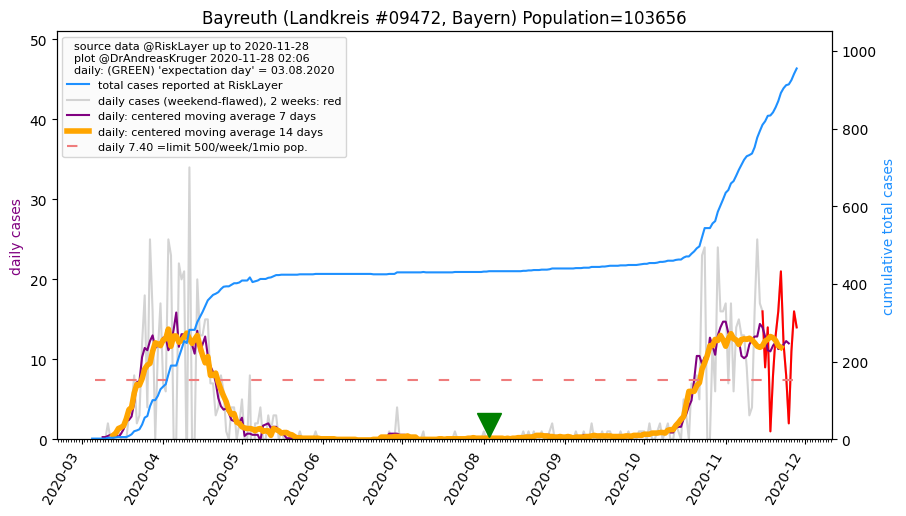 Bayreuth (Landkreis #09472, Bayern) Population=103656
source data @RiskLayer up to 2020-11-28
plot @DrAndreasKruger 2020-11-28 02:06
daily: (GREEN) 'expectation day' = 03.08.2020
total cases reported at RiskLayer
daily cases (weekend-flawed), 2 weeks: red
daily: centered moving average 7 days
daily: centered moving average 14 days
daily 7.40 =limit 500/week/1mio pop.
daily cases
50
40
30
20
10
0
cumulative total cases
1000
800
600
400
200
0
2020-03
2020-04
2020-05
2020-06
2020-07
2020-08
2020-09
2020-10
2020-11
2020-12